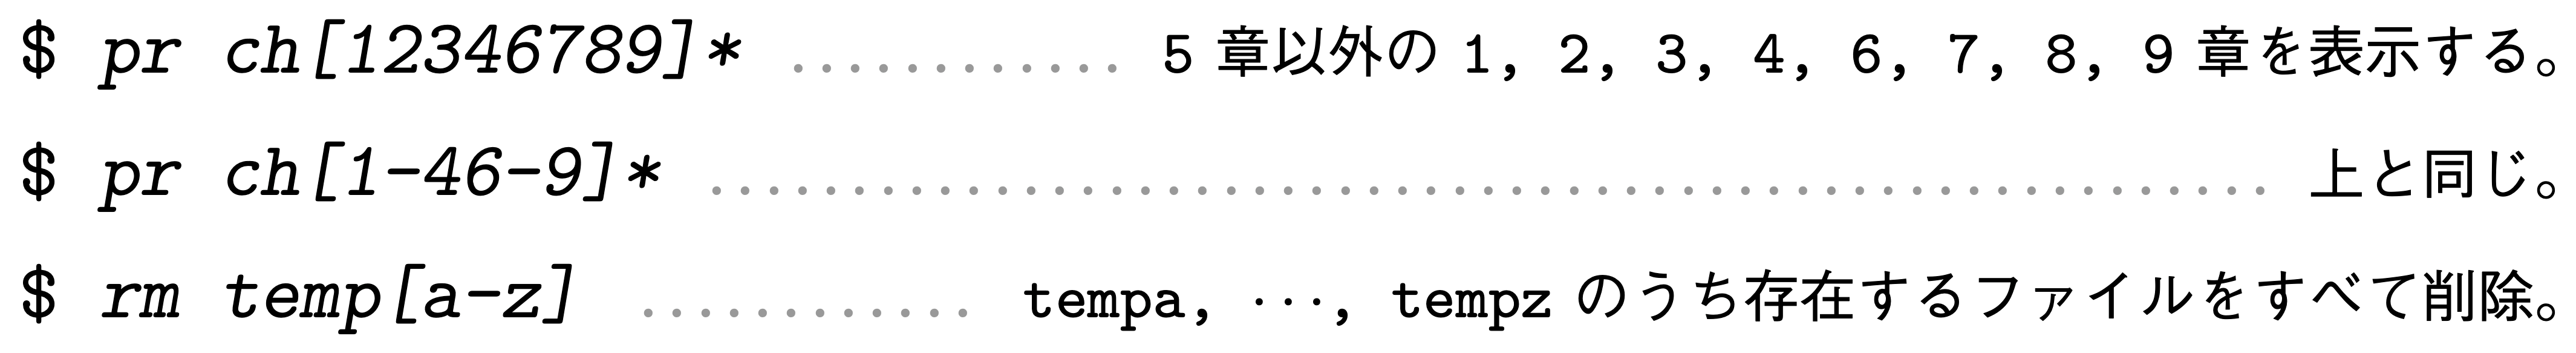 $ pr ch[12346789]* ............ 5 章以外の 1, 2, 3, 4, 6, 7, 8, 9 章を表示する。
$ pr ch[1-46-9]* ....................................................... 上と同じ。
$ rm temp[a-z] ............ tempa, ···, tempz のうち存在するファイルをすべて削除。